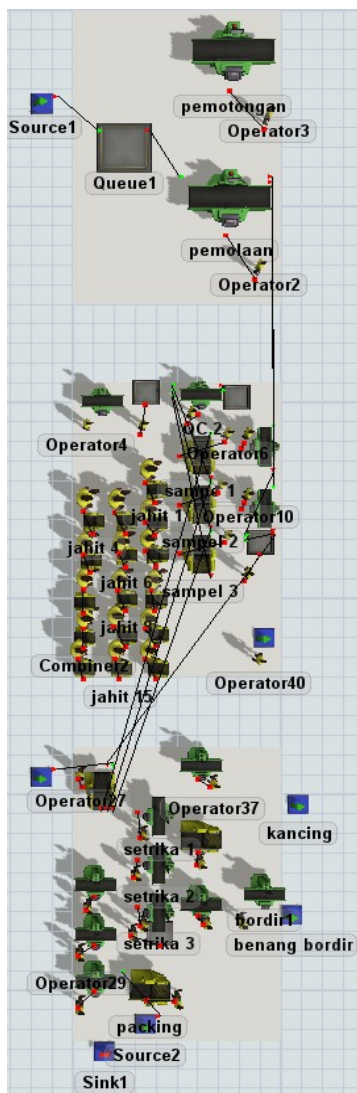 pemotongan
Source1
Operator3
Queue1
pemolaan
Operator2
QC 2
Operator4
Operator6
sampel 1
jahit 1
Operator10
jahit 4
sampel 2
jahit 6
sampel 3
Combiner2
Operator40
jahit 15
Operator37
kancing
setrika 1
setrika 2
bordir1
setrika 3
benang bordir
Operator29
packing
Source2
Sink1